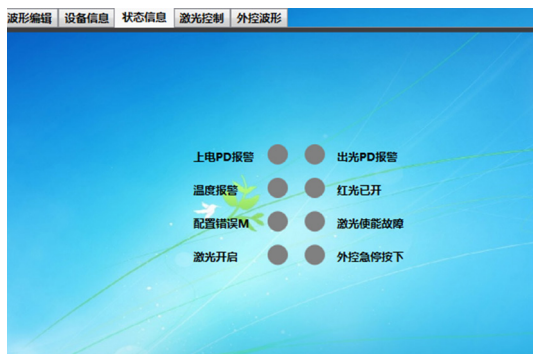 波形编辑 设备信息 状态信息 激光控制 外控波形
上电PD报警 出光PD报警
温度报警 红光已开
配置错误M 激光使能故障
激光开启 外控急停按下